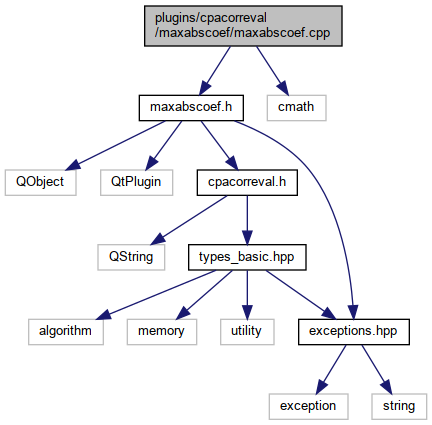 plugins/cpacorreval
/maxabscoef/maxabscoef.cpp
maxabscoef.h
cmath
QObject
QtPlugin
cpacorreval.h
QString
types_basic.hpp
algorithm
memory
utility
exceptions.hpp
exception
string